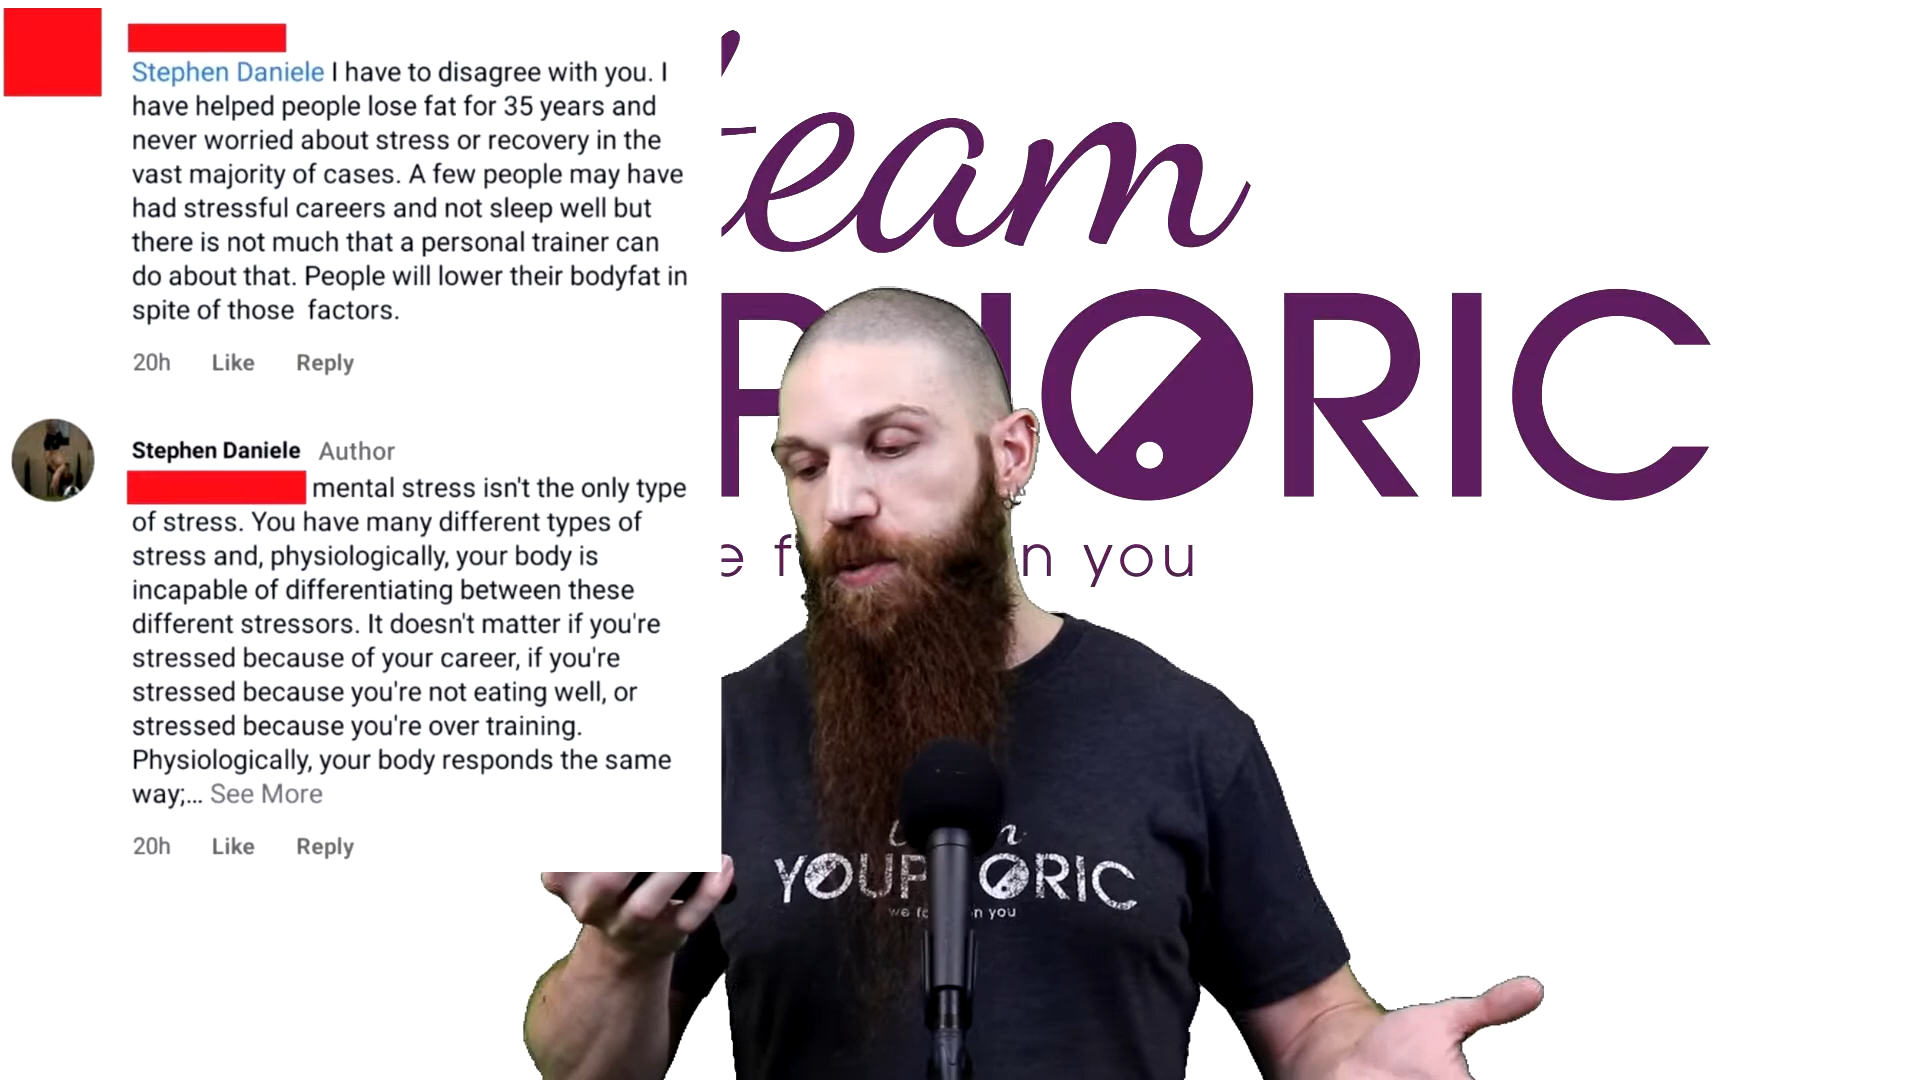 Stephen Daniele I have to disagree with you. I
have helped people lose fat for 35 years and
never worried about stress or recovery in the
vast majority of cases. A few people may have
had stressful careers and not sleep well but
there is not much that a personal trainer can
do about that. People will lower their bodyfat in
spite of those factors.
20h Like Reply
Stephen Daniele Author
mental stress isn't the only type
of stress. You have many different types of
stress and, physiologically, your body is
incapable of differentiating between these
different stressors. It doesn't matter if you're
stressed because of your career, if you're
stressed because you're not eating well, or
stressed because you're over training.
Physiologically, your body responds the same
way;... See More
20h Like Reply
team
PHORIC
n you
YOUPHORIC
we fo n you